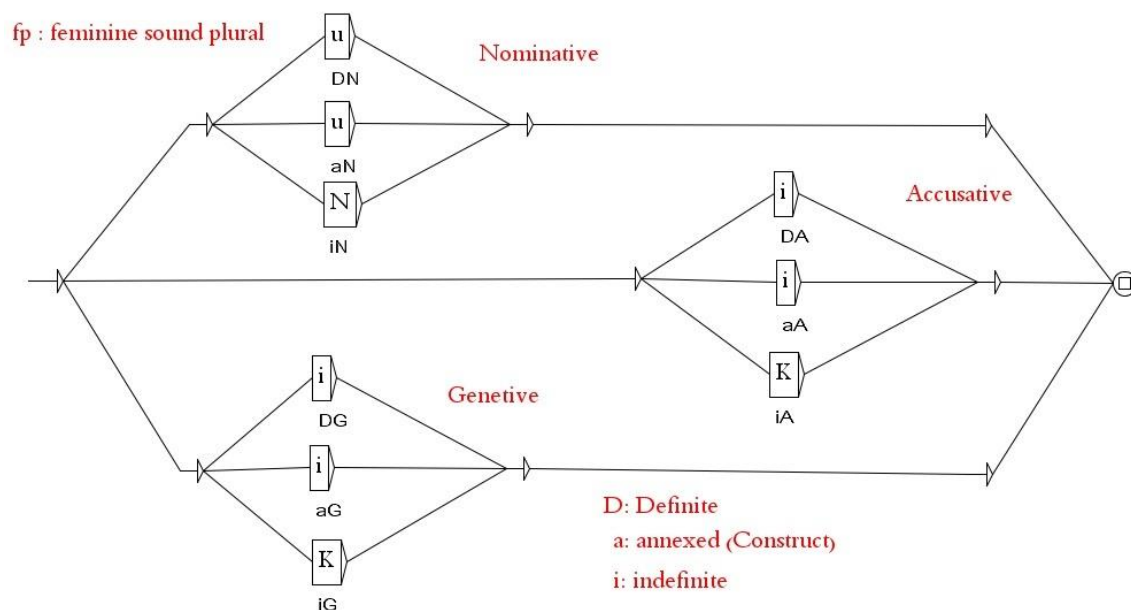 fp : feminine sound plural
u
DN
Nominative
u
aN
N
iN
i
DA
Accusative
i
aA
K
iA
i
DG
Genetive
i
aG
K
iG
D: Definite
a: annexed (Construct)
i: indefinite